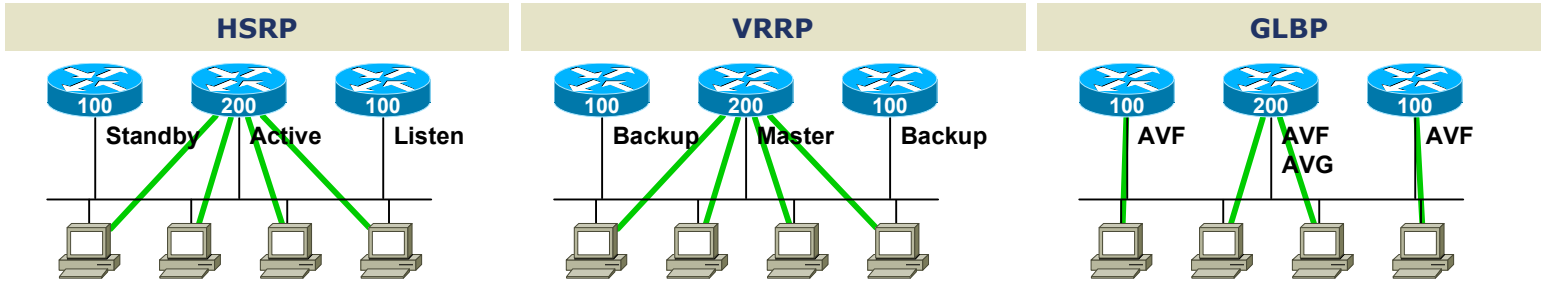 HSRP
100
200
100
Standby
Active
Listen
VRRP
100
200
100
Backup
Master
Backup
GLBP
100
200
100
AVF
AVF
AVG
AVF